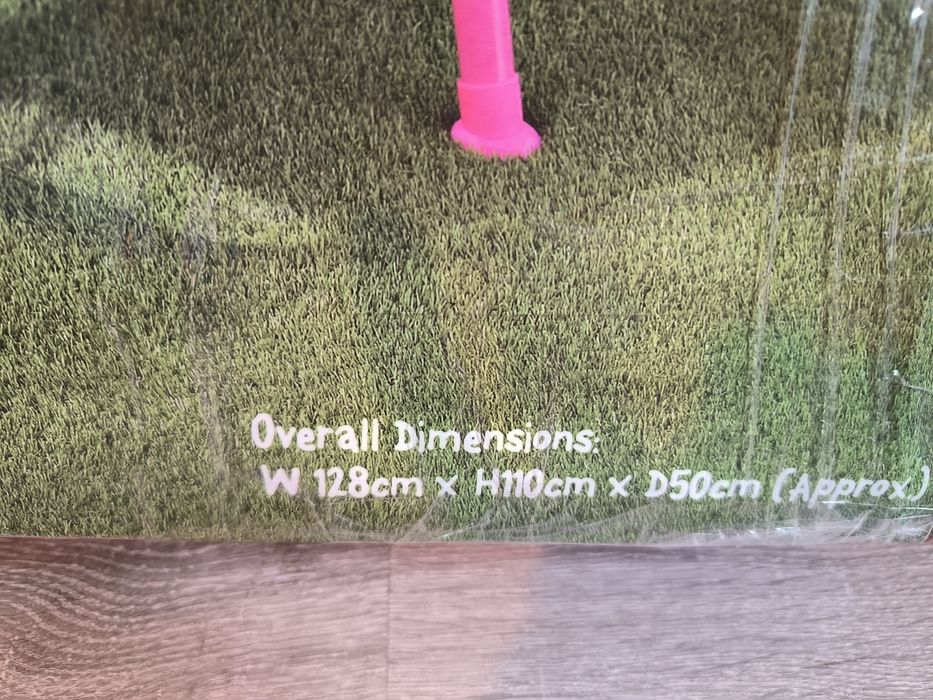 Overall Dimensions:
W 128cm x H110cm x D50cm (Approx)